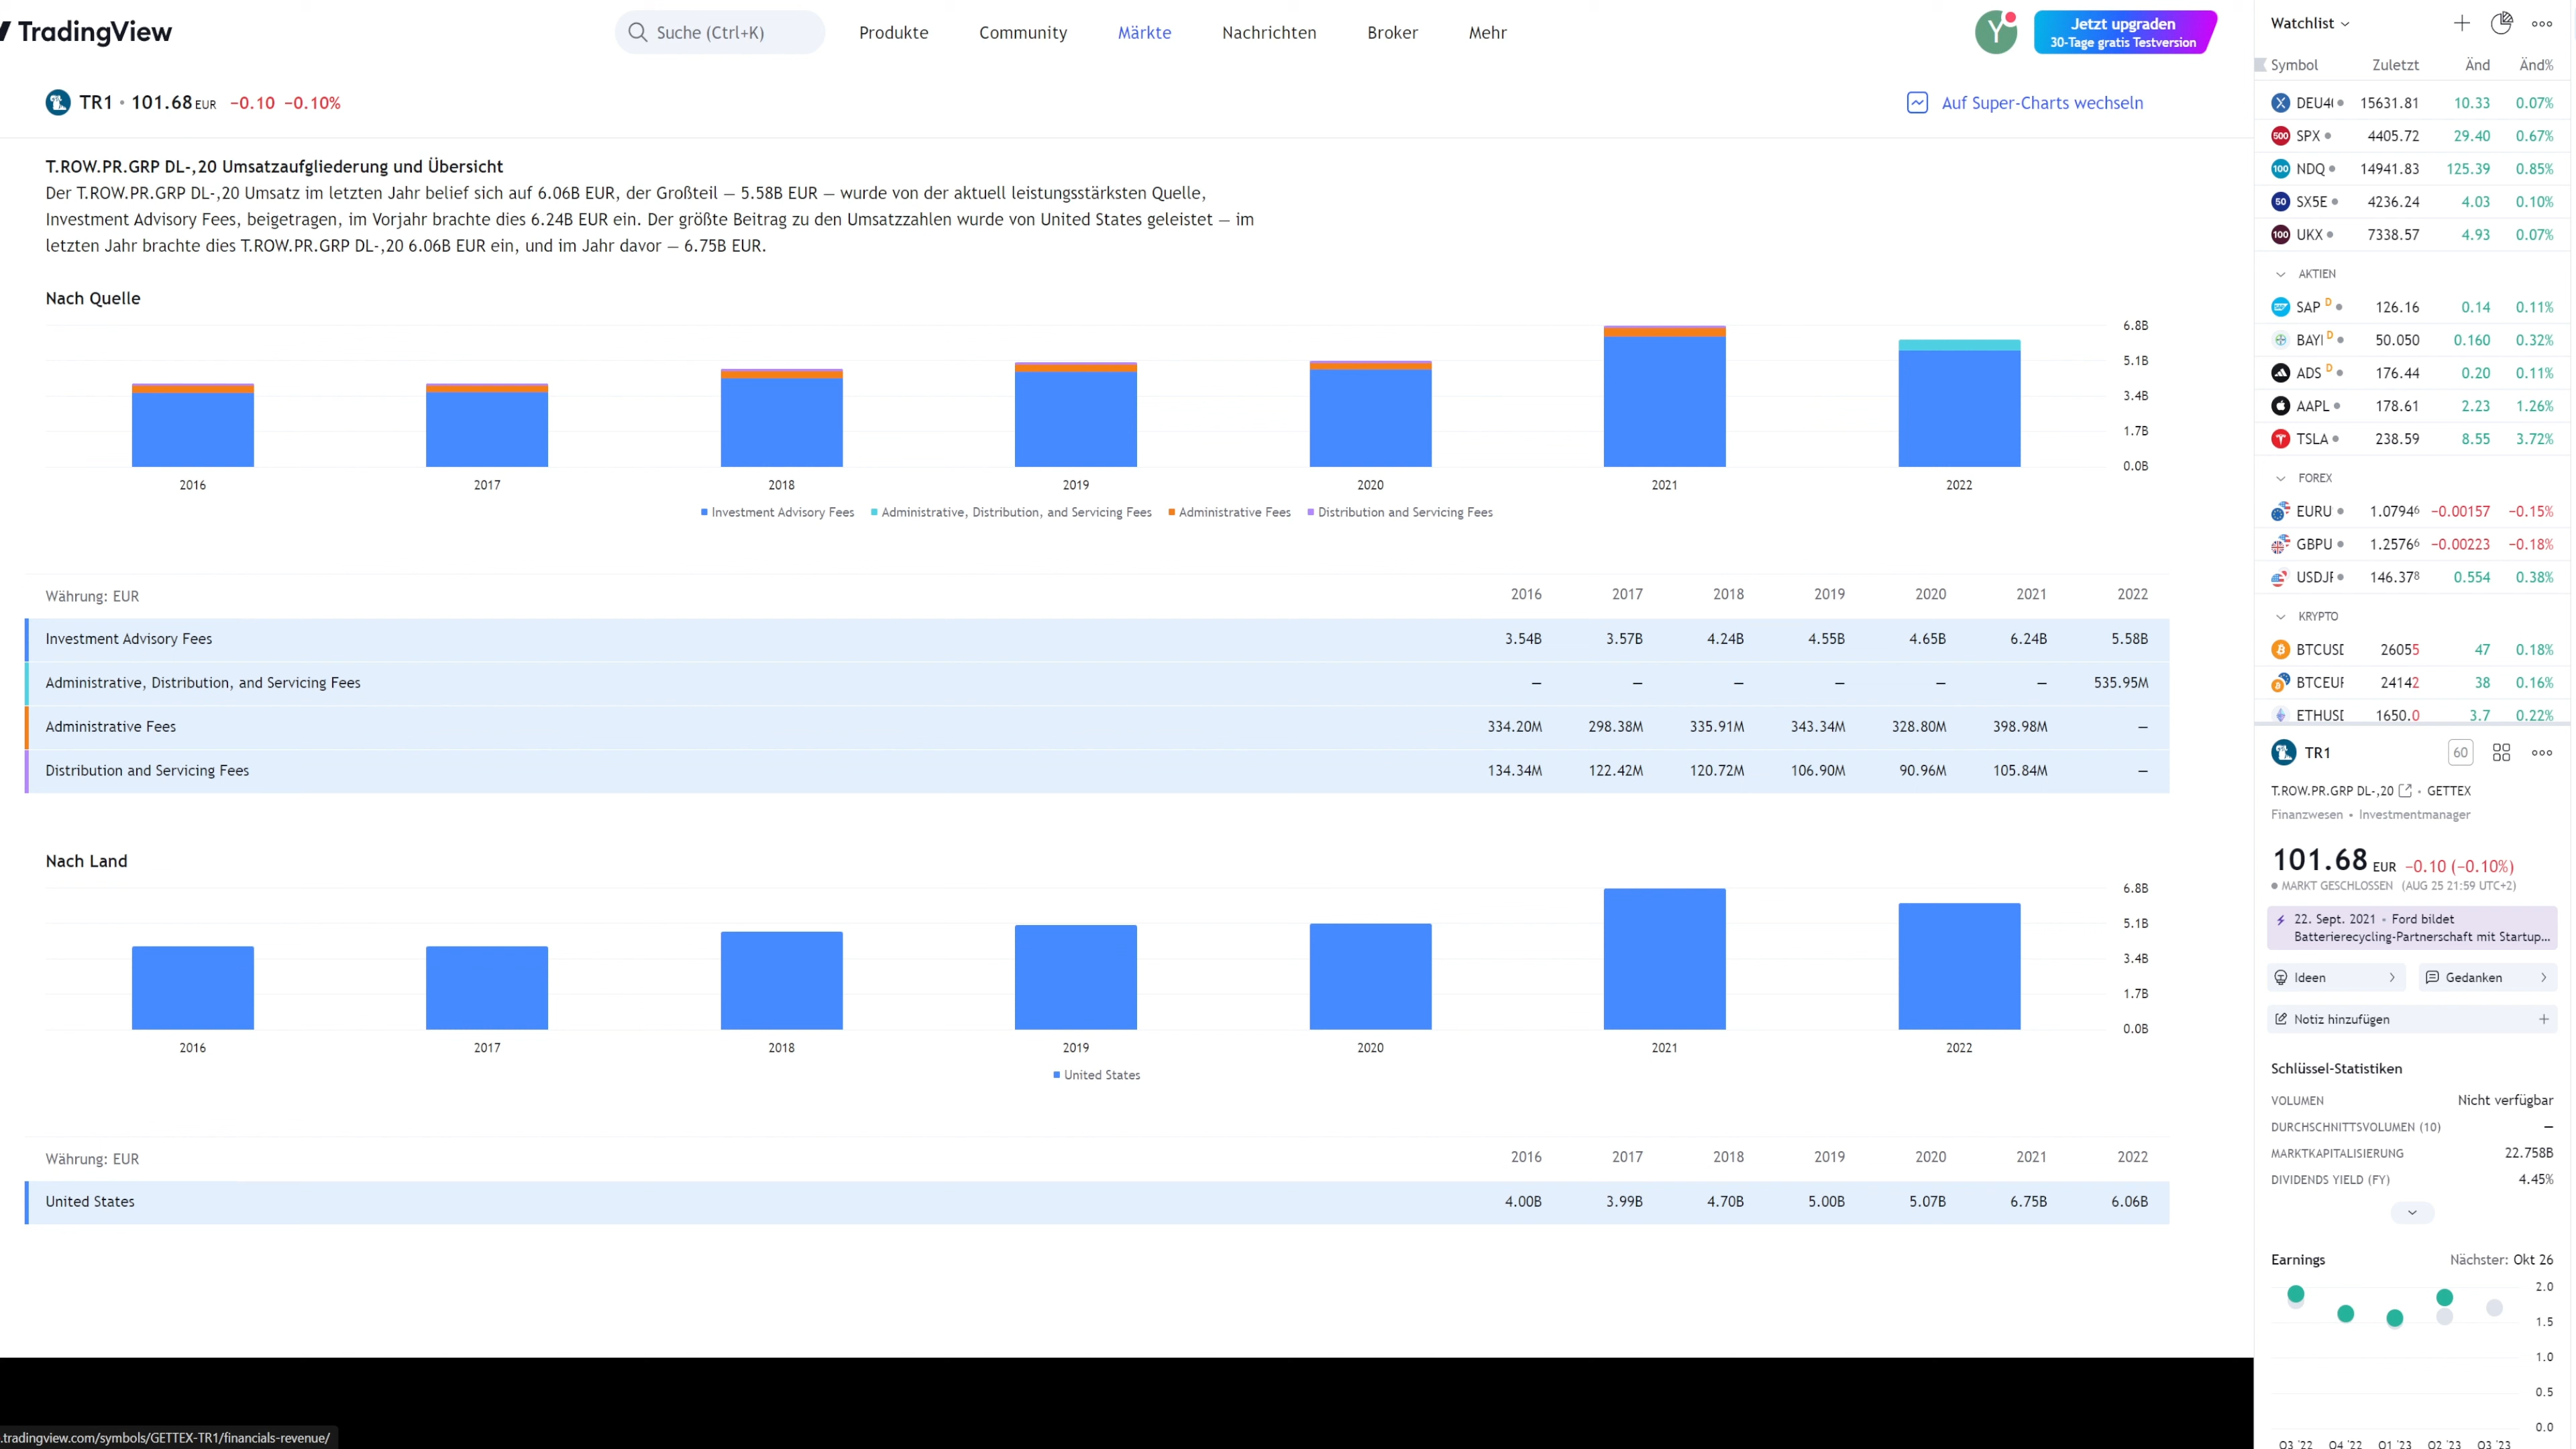 TradingView
Suche (Ctrl+K)
Produkte
Community
Märkte
Nachrichten
Broker
Mehr
Y
Jetzt upgraden
30-Tage gratis Testversion
TR1 • 101.68 EUR −0.10 −0.10%
Auf Super-Charts wechseln
T.ROW.PR.GRP DL-,20 Umsatzaufgliederung und Übersicht
Der T.ROW.PR.GRP DL-,20 Umsatz im letzten Jahr belief sich auf 6.06B EUR, der Großteil — 5.58B EUR — wurde von der aktuell leistungsstärksten Quelle,
Investment Advisory Fees, beigetragen, im Vorjahr brachte dies 6.24B EUR ein. Der größte Beitrag zu den Umsatzzahlen wurde von United States geleistet — im
letzten Jahr brachte dies T.ROW.PR.GRP DL-,20 6.06B EUR ein, und im Jahr davor — 6.75B EUR.
Nach Quelle
6.8B
5.1B
3.4B
1.7B
0.0B
2016 2017 2018 2019 2020 2021 2022
Investment Advisory Fees Administrative, Distribution, and Servicing Fees Administrative Fees Distribution and Servicing Fees
Währung: EUR 2016 2017 2018 2019 2020 2021 2022
Investment Advisory Fees 3.54B 3.57B 4.24B 4.55B 4.65B 6.24B 5.58B
Administrative, Distribution, and Servicing Fees — — — — — — 535.95M
Administrative Fees 334.20M 298.38M 335.91M 343.34M 328.80M 398.98M —
Distribution and Servicing Fees 134.34M 122.42M 120.72M 106.90M 90.96M 105.84M —
Nach Land
6.8B
5.1B
3.4B
1.7B
0.0B
2016 2017 2018 2019 2020 2021 2022
United States
Währung: EUR 2016 2017 2018 2019 2020 2021 2022
United States 4.00B 3.99B 4.70B 5.00B 5.07B 6.75B 6.06B
.tradingview.com/symbols/GETTEX-TR1/financials-revenue/
Watchlist
Symbol Zuletzt Änd Änd%
DEU4 15631.81 10.33 0.07%
500 SPX 4405.72 29.40 0.67%
100 NDQ 14941.83 125.39 0.85%
50 SX5E 4236.24 4.03 0.10%
100 UKX 7338.57 4.93 0.07%
AKTIEN
SAP D 126.16 0.14 0.11%
BAY D 50.050 0.160 0.32%
ADS D 176.44 0.20 0.11%
AAPL 178.61 2.23 1.26%
TSLA 238.59 8.55 3.72%
FOREX
EURU 1.07946 −0.00157 −0.15%
GBPU 1.25766 −0.00223 −0.18%
USDJ 146.378 0.554 0.38%
KRYPTO
BTCUS 26055 47 0.18%
BTCEU 24142 38 0.16%
ETHUS 1650.0 3.7 0.22%
TR1 60
T.ROW.PR.GRP DL-,20 • GETTEX
Finanzwesen • Investmentmanager
101.68 EUR −0.10 (−0.10%)
MARKT GESCHLOSSEN (AUG 25 21:59 UTC+2)
22. Sept. 2021 • Ford bildet
Batterierecycling-Partnerschaft mit Startup...
Ideen
Gedanken
Notiz hinzufügen
Schlüssel-Statistiken
VOLUMEN Nicht verfügbar
DURCHSCHNITTSVOLUMEN (10) —
MARKTKAPITALISIERUNG 22.758B
DIVIDENDS YIELD (FY) 4.45%
Earnings Nächster: Okt 26
2.0
1.5
1.0
0.5
0.0
Q3 '22 Q4 '22 Q1 '23 Q2 '23 Q3 '23